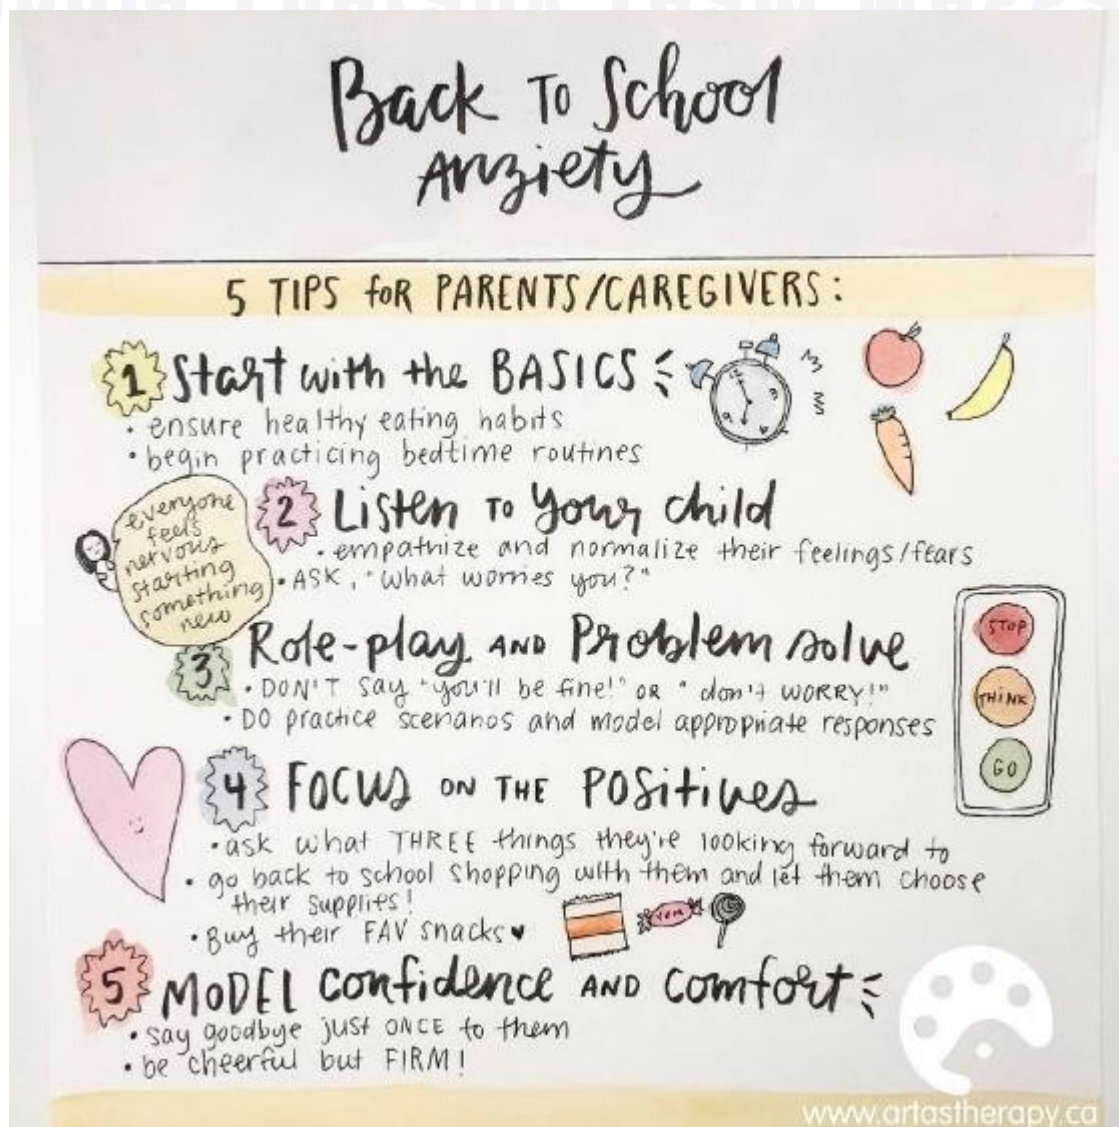 Back To School
Anxiety
5 TIPS for PARENTS/CAREGIVERS:
1 Start with the BASICS
• ensure healthy eating habits
• begin practicing bedtime routines
everyone
feels
nervous
starting
something
new
2 Listen to Your child
• empathize and normalize their feelings/fears
• ASK, "what worries you?"
3 Role-play AND Problem solve
• DON'T say "you'll be fine!" OR "don't WORRY!"
• DO practice scenarios and model appropriate responses
STOP
THINK
GO
4 FOCUS ON THE POSitives
• ask what THREE things they're looking forward to
• go back to school shopping with them and let them choose
their supplies!
• Buy their FAV snacks ♥
YUM
5 MODEL confidence AND comfort
• say goodbye just ONCE to them
• be cheerful but FIRM!
www.artastherapy.ca